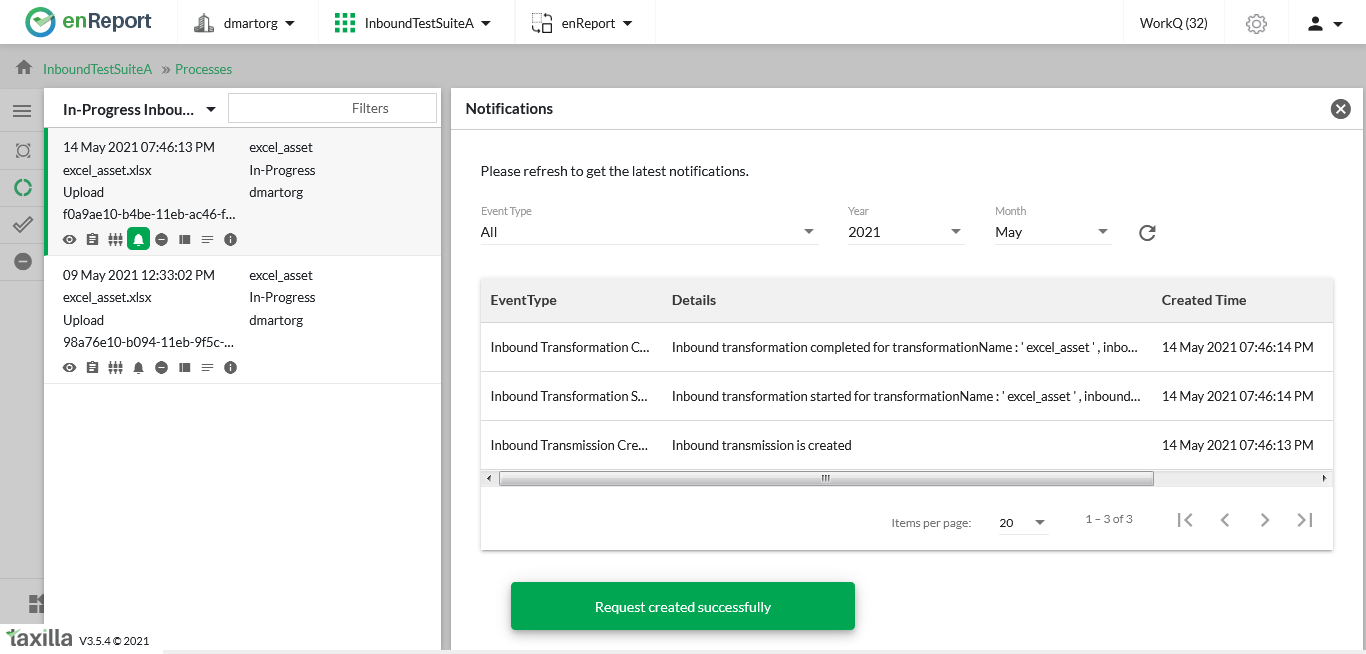 enReport
dmartorg
InboundTestSuiteA
enReport
WorkQ (32)
InboundTestSuiteA » Processes
In-Progress Inbou...
Filters
14 May 2021 07:46:13 PM excel_asset
excel_asset.xlsx In-Progress
Upload dmartorg
f0a9ae10-b4be-11eb-ac46-f...
09 May 2021 12:33:02 PM excel_asset
excel_asset.xlsx In-Progress
Upload dmartorg
98a76e10-b094-11eb-9f5c-...
Notifications
Please refresh to get the latest notifications.
Event Type Year Month
All 2021 May
EventType Details Created Time
Inbound Transformation C... Inbound transformation completed for transformationName : ' excel_asset ' , inbo... 14 May 2021 07:46:14 PM
Inbound Transformation S... Inbound transformation started for transformationName : ' excel_asset ' , inbound... 14 May 2021 07:46:14 PM
Inbound Transmission Cre... Inbound transmission is created 14 May 2021 07:46:13 PM
Items per page: 20 1 – 3 of 3
Request created successfully
taxilla V3.5.4 © 2021